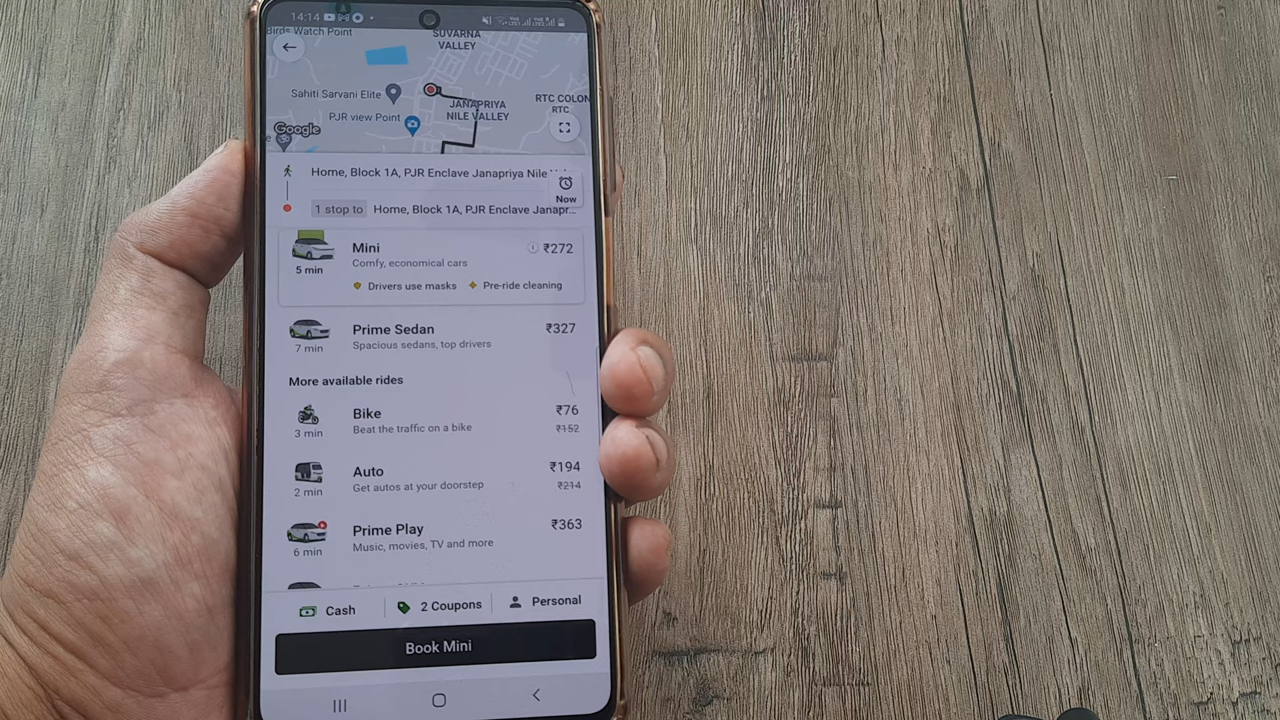 14:14
Birds Watch Point
SUVARNA
VALLEY
Sahiti Sarvani Elite
JANAPRIYA
NILE VALLEY
RTC COLON
RTC
PJR view Point
Google
Home, Block 1A, PJR Enclave Janapriya Nile
Now
1 stop to Home, Block 1A, PJR Enclave Janapr...
Mini ₹272
5 min Comfy, economical cars
Drivers use masks Pre-ride cleaning
Prime Sedan ₹327
7 min Spacious sedans, top drivers
More available rides
Bike ₹76
3 min Beat the traffic on a bike ₹152
Auto ₹194
2 min Get autos at your doorstep ₹214
Prime Play ₹363
6 min Music, movies, TV and more
Cash 2 Coupons Personal
Book Mini